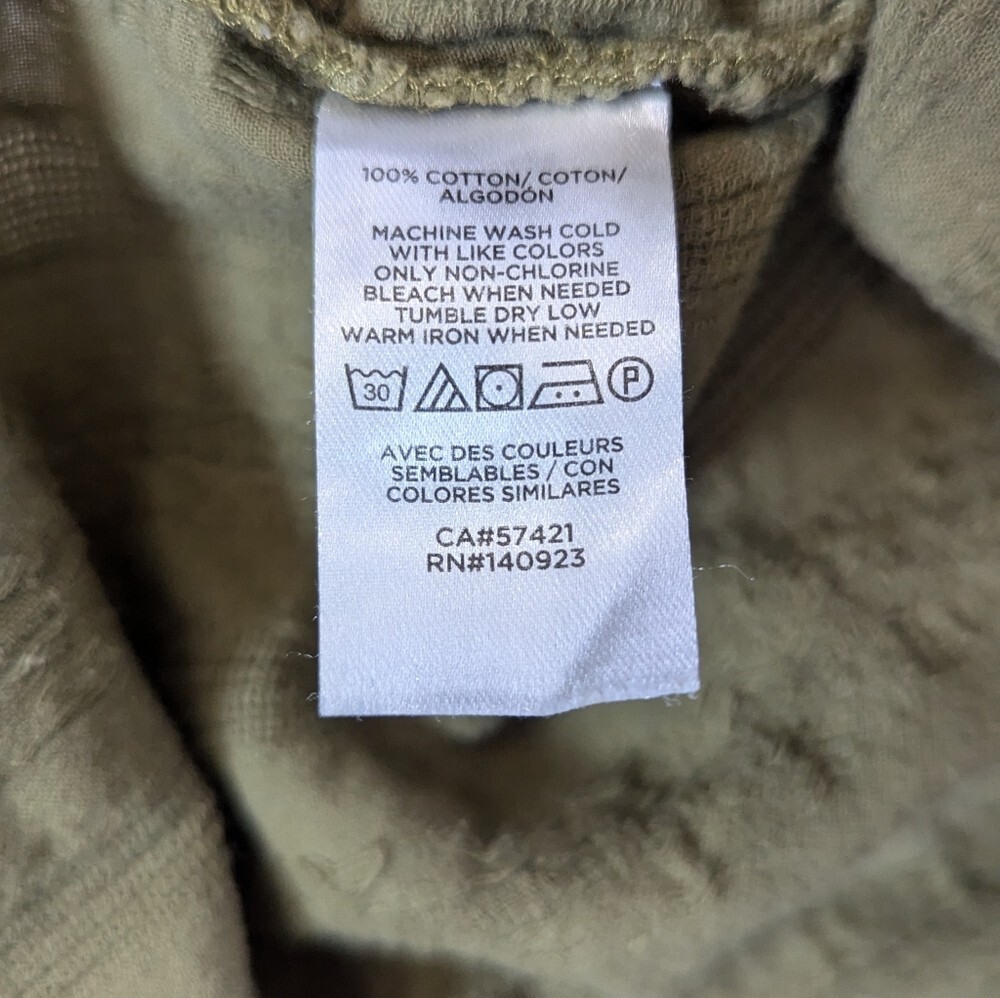 100% COTTON/ COTON/
ALGODÓN
MACHINE WASH COLD
WITH LIKE COLORS
ONLY NON-CHLORINE
BLEACH WHEN NEEDED
TUMBLE DRY LOW
WARM IRON WHEN NEEDED
30 P
AVEC DES COULEURS
SEMBLABLES / CON
COLORES SIMILARES
CA#57421
RN#140923